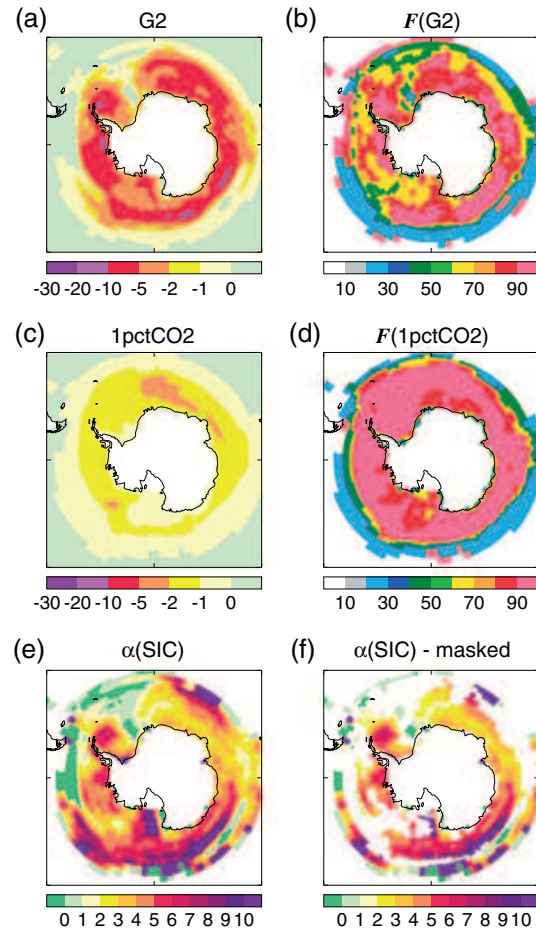 (a) G2
(b) F(G2)
-30 -20 -10 -5 -2 -1 0
10 30 50 70 90
(c) 1pctCO2
(d) F(1pctCO2)
-30 -20 -10 -5 -2 -1 0
10 30 50 70 90
(e) α(SIC)
(f) α(SIC) - masked
0 1 2 3 4 5 6 7 8 9 10
0 1 2 3 4 5 6 7 8 9 10